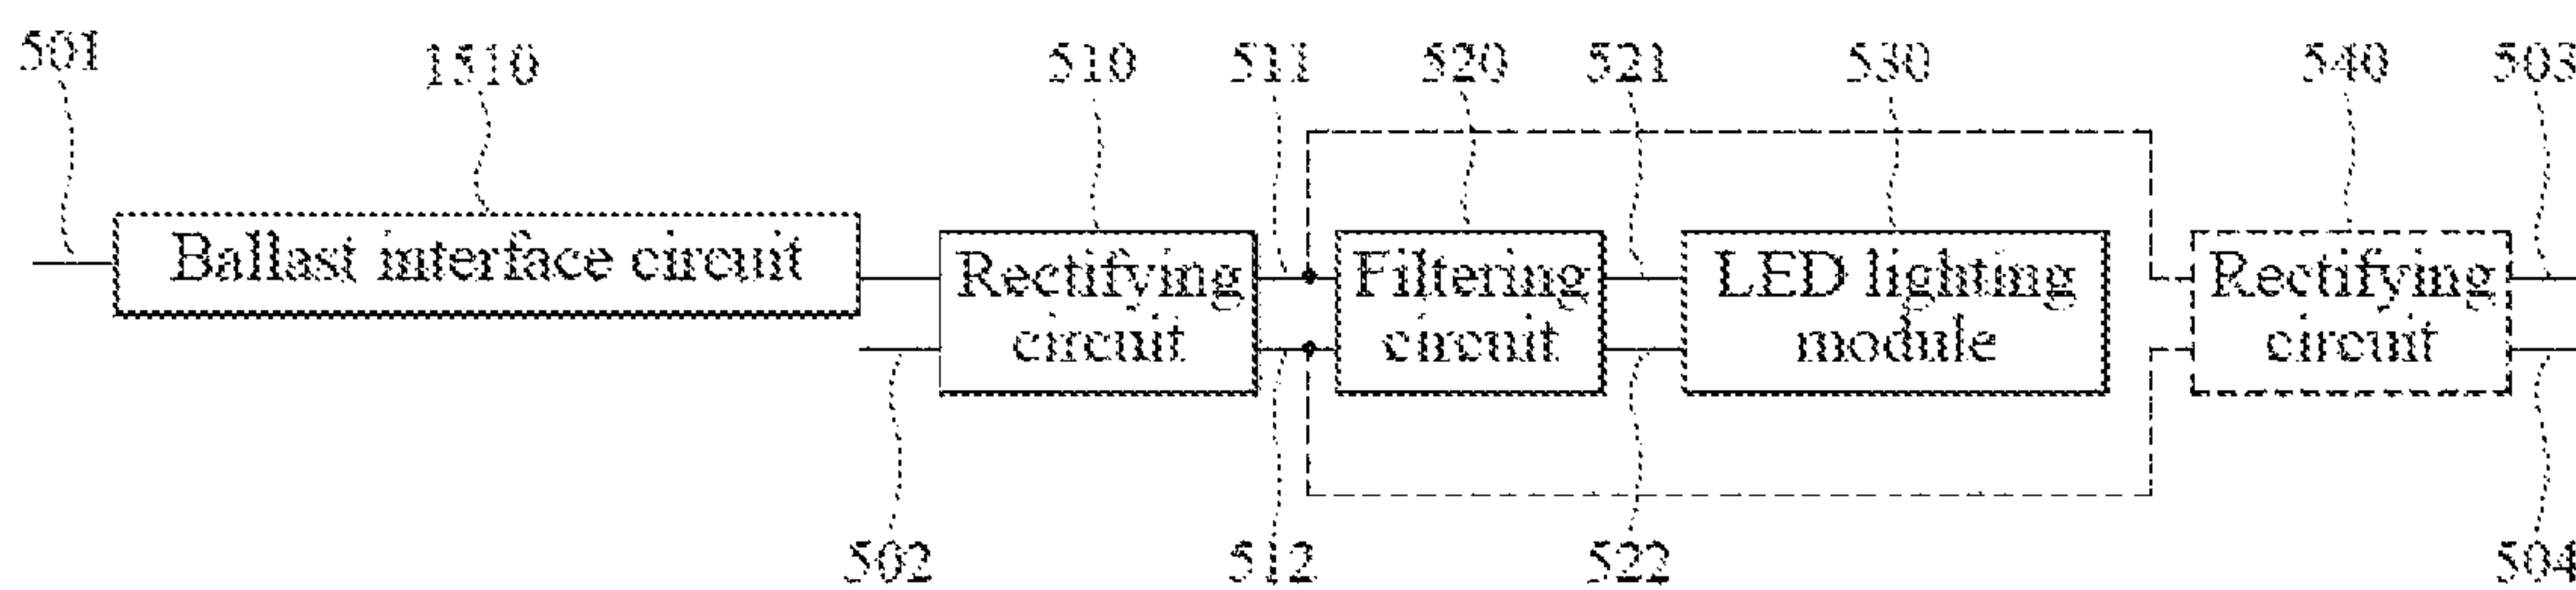 501 1510 510 511 520 521 530 540 503
Ballast interface circuit
Rectifying circuit
Filtering circuit
LED lighting module
Rectifying circuit
502 512 522 504